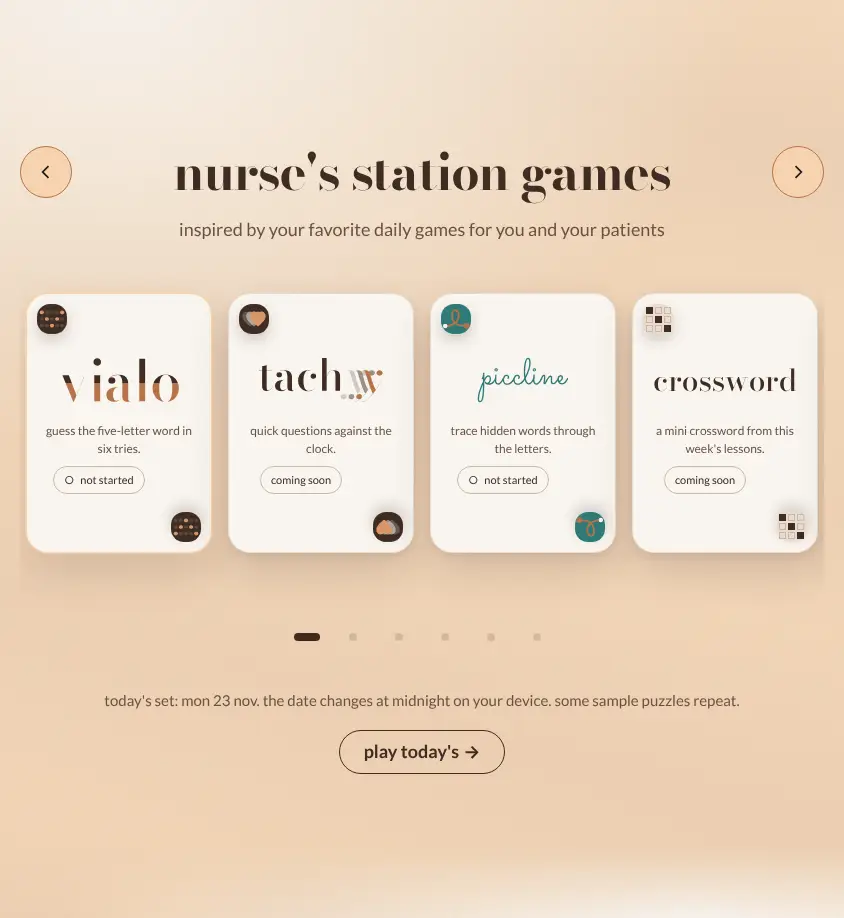 nurse's station games
inspired by your favorite daily games for you and your patients
vialo
guess the five-letter word in
six tries.
not started
tachy
quick questions against the
clock.
coming soon
piccline
trace hidden words through
the letters.
not started
crossword
a mini crossword from this
week's lessons.
coming soon
today's set: mon 23 nov. the date changes at midnight on your device. some sample puzzles repeat.
play today's →